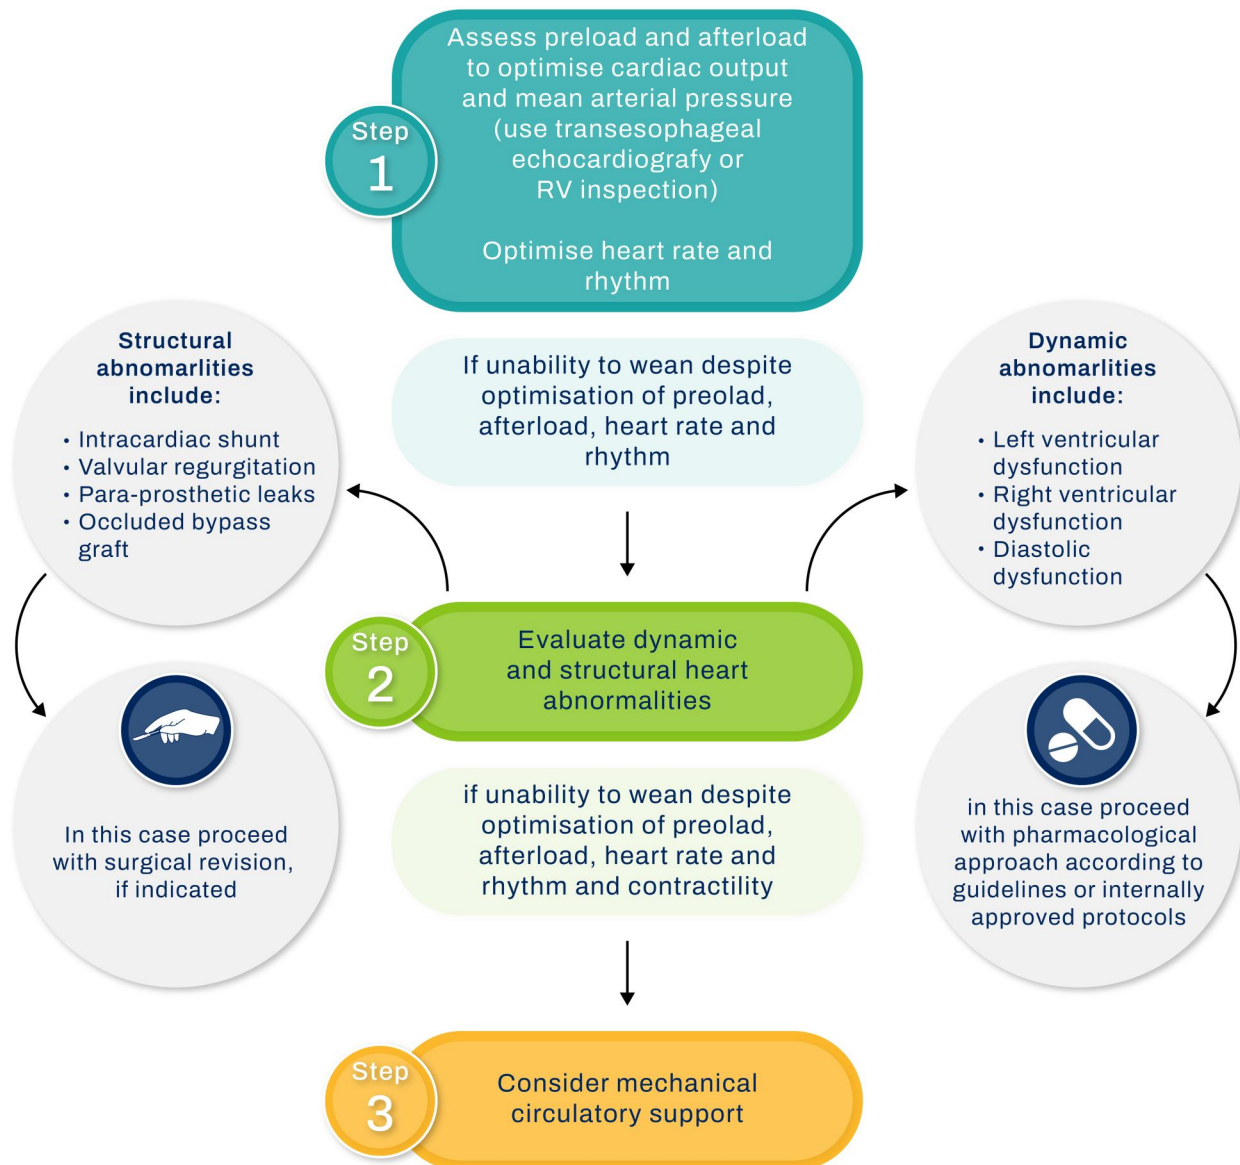 Step
1
Assess preload and afterload
to optimise cardiac output
and mean arterial pressure
(use transesophageal
echocardiografy or
RV inspection)
Optimise heart rate and
rhythm
If unability to wean despite
optimisation of preolad,
afterload, heart rate and
rhythm
Step
2
Evaluate dynamic
and structural heart
abnormalities
Structural
abnomarlities
include:
• Intracardiac shunt
• Valvular regurgitation
• Para-prosthetic leaks
• Occluded bypass
graft
In this case proceed
with surgical revision,
if indicated
Dynamic
abnomarlities
include:
• Left ventricular
dysfunction
• Right ventricular
dysfunction
• Diastolic
dysfunction
in this case proceed
with pharmacological
approach according to
guidelines or internally
approved protocols
if unability to wean despite
optimisation of preolad,
afterload, heart rate and
rhythm and contractility
Step
3
Consider mechanical
circulatory support